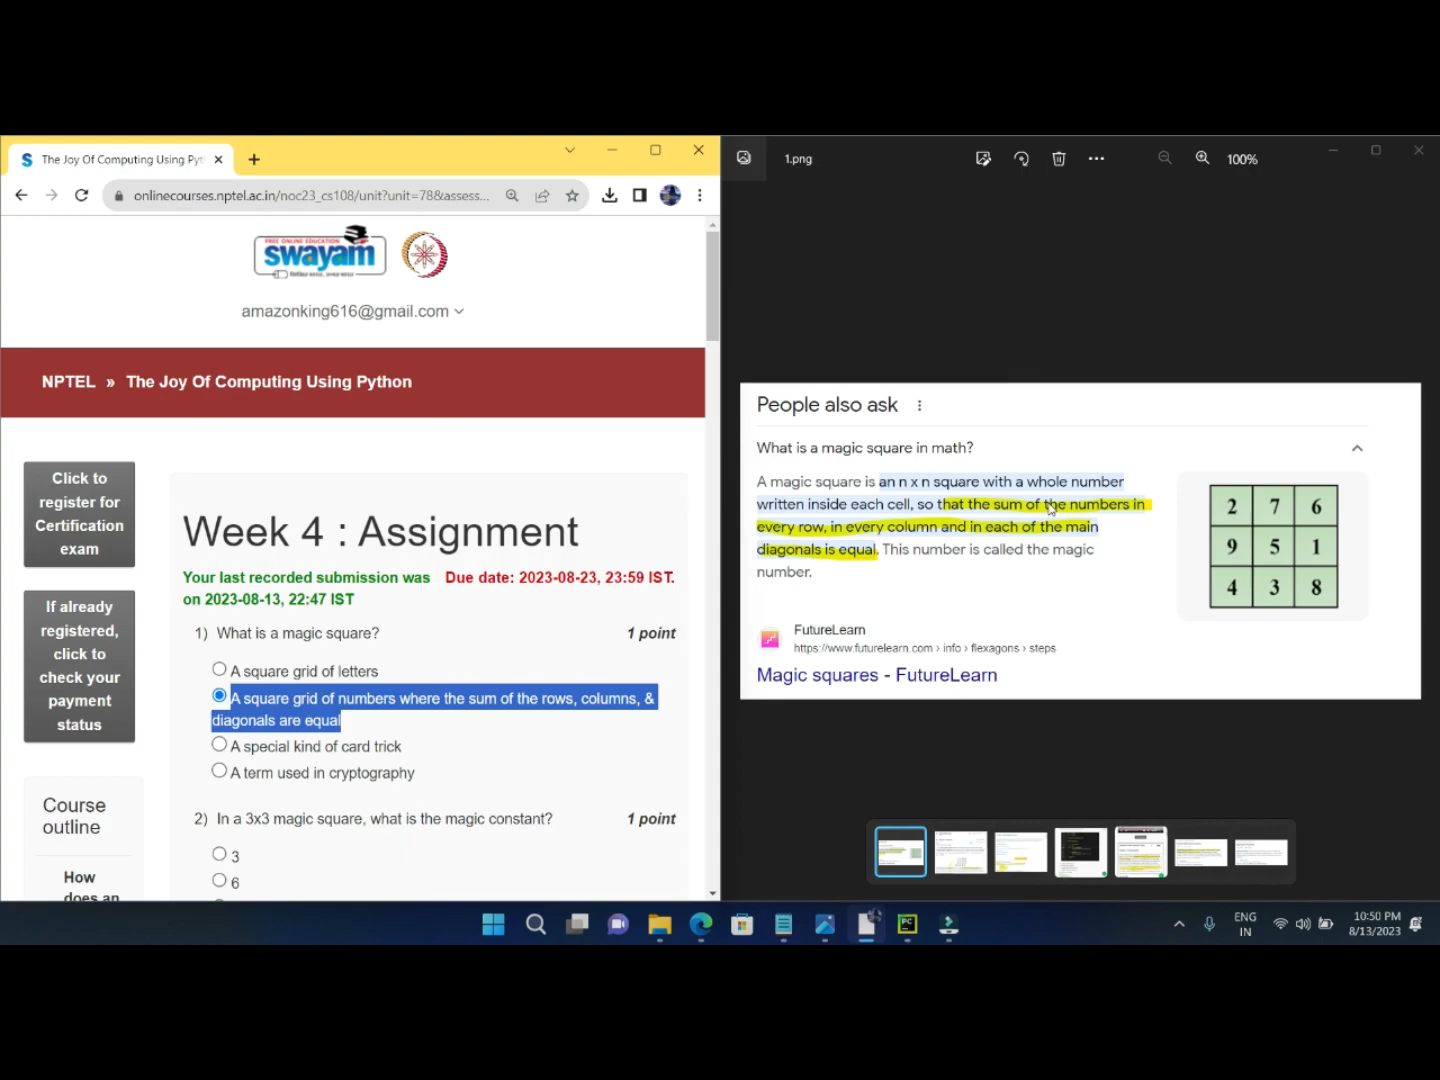 The Joy Of Computing Using Pyt
onlinecourses.nptel.ac.in/noc23_cs108/unit?unit=78&assess...
FREE ONLINE EDUCATION
swayam
amazonking616@gmail.com
NPTEL » The Joy Of Computing Using Python
Click to
register for
Certification
exam
If already
registered,
click to
check your
payment
status
Course
outline
How
does an
Week 4 : Assignment
Your last recorded submission was
on 2023-08-13, 22:47 IST
Due date: 2023-08-23, 23:59 IST.
1) What is a magic square? 1 point
A square grid of letters
A square grid of numbers where the sum of the rows, columns, &
diagonals are equal
A special kind of card trick
A term used in cryptography
2) In a 3x3 magic square, what is the magic constant? 1 point
3
6
1.png
100%
People also ask
What is a magic square in math?
A magic square is an n x n square with a whole number
written inside each cell, so that the sum of the numbers in
every row, in every column and in each of the main
diagonals is equal. This number is called the magic
number.
2 7 6
9 5 1
4 3 8
FutureLearn
https://www.futurelearn.com › info › flexagons › steps
Magic squares - FutureLearn
ENG
IN
10:50 PM
8/13/2023